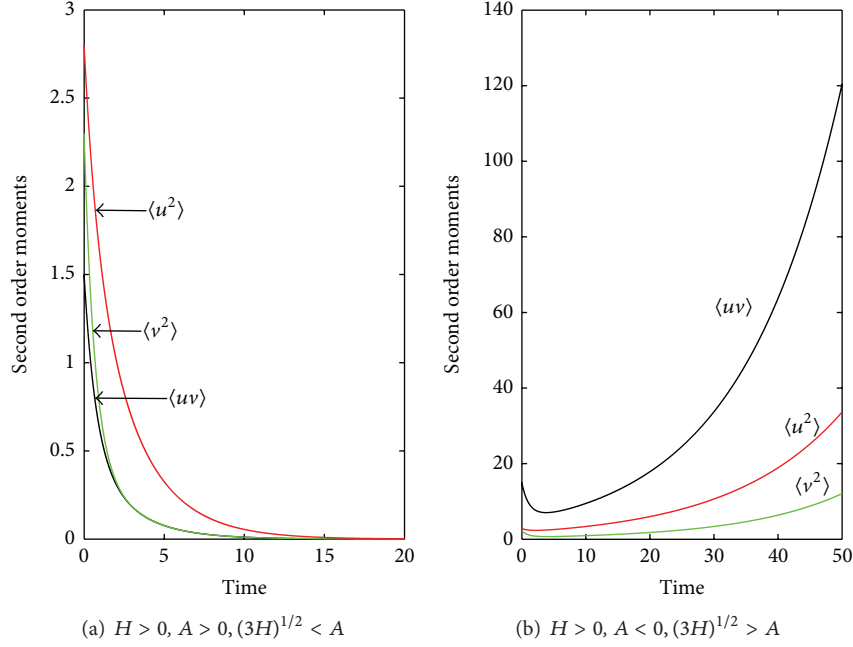 3
2.5
2
1.5
1
0.5
0
0
5
10
15
20
Second order moments
Time
⟨u²⟩
⟨v²⟩
⟨uv⟩
(a) H > 0, A > 0, (3H)^{1/2} < A
140
120
100
80
60
40
20
0
0
10
20
30
40
50
Second order moments
Time
⟨uv⟩
⟨u²⟩
⟨v²⟩
(b) H > 0, A < 0, (3H)^{1/2} > A